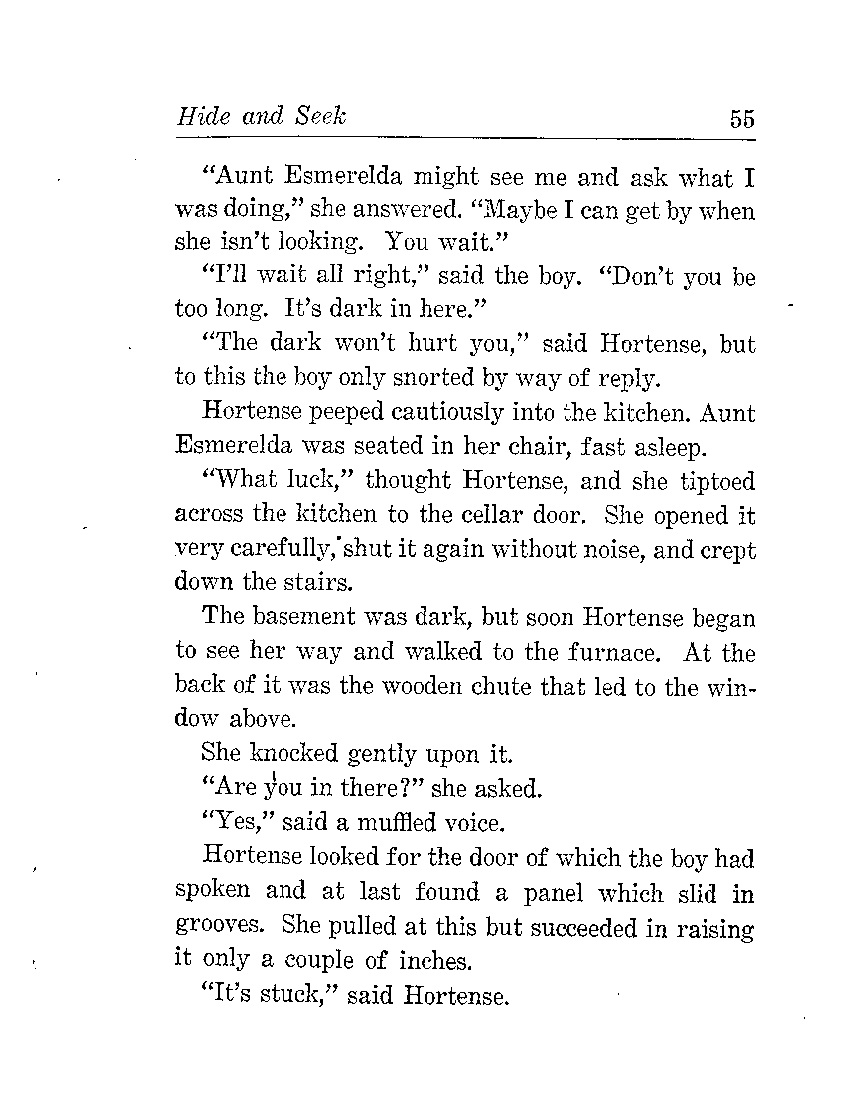 Hide and Seek 55
“Aunt Esmerelda might see me and ask what I
was doing,” she answered. “Maybe I can get by when
she isn’t looking. You wait.”
“I’ll wait all right,” said the boy. “Don’t you be
too long. It’s dark in here.”
“The dark won’t hurt you,” said Hortense, but
to this the boy only snorted by way of reply.
Hortense peeped cautiously into the kitchen. Aunt
Esmerelda was seated in her chair, fast asleep.
“What luck,” thought Hortense, and she tiptoed
across the kitchen to the cellar door. She opened it
very carefully, shut it again without noise, and crept
down the stairs.
The basement was dark, but soon Hortense began
to see her way and walked to the furnace. At the
back of it was the wooden chute that led to the win-
dow above.
She knocked gently upon it.
“Are you in there?” she asked.
“Yes,” said a muffled voice.
Hortense looked for the door of which the boy had
spoken and at last found a panel which slid in
grooves. She pulled at this but succeeded in raising
it only a couple of inches.
“It’s stuck,” said Hortense.